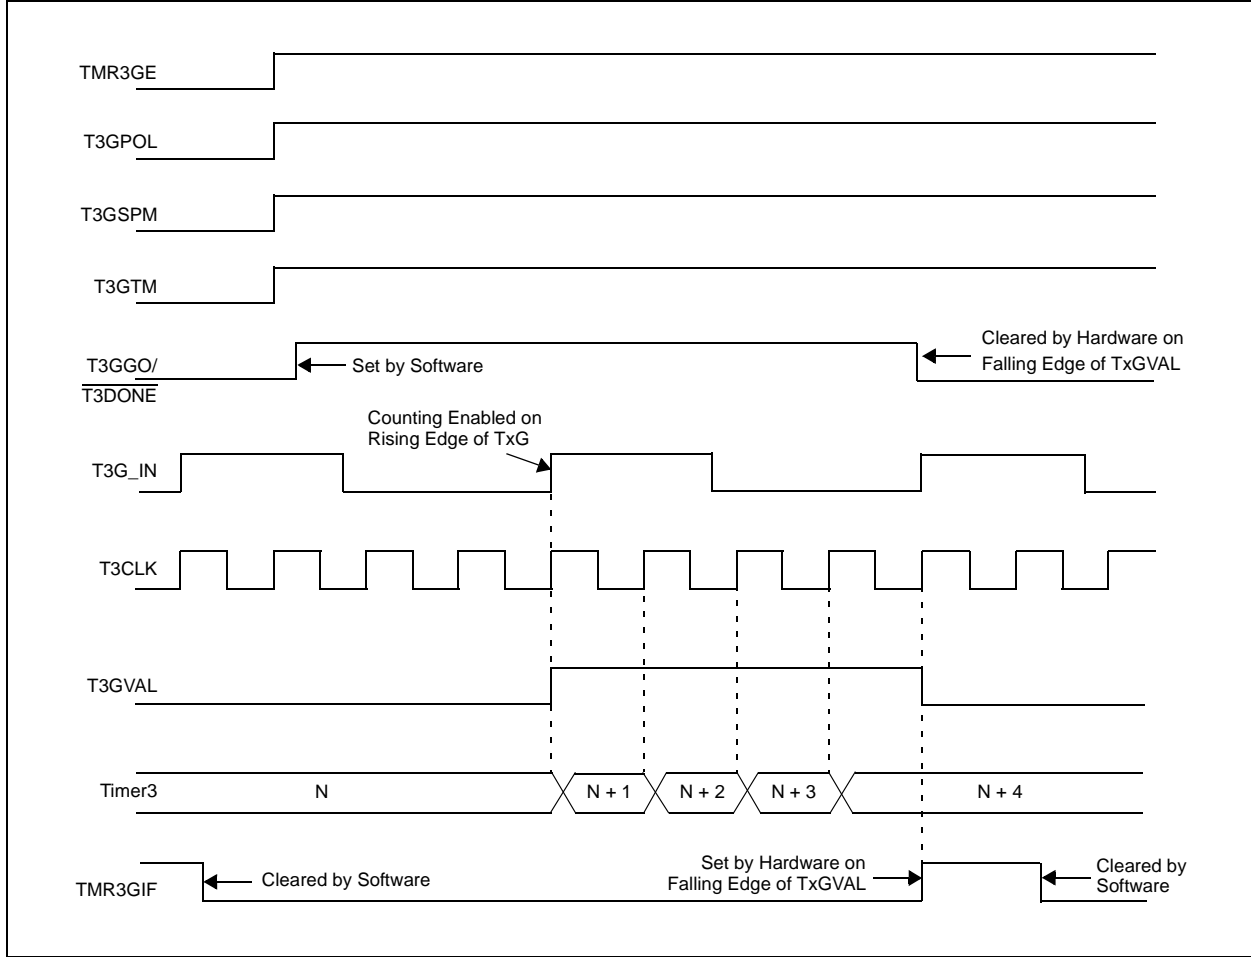 TMR3GE
T3GPOL
T3GSPM
T3GTM
T3GGO/
T3DONE
Set by Software
Cleared by Hardware on
Falling Edge of TxGVAL
Counting Enabled on
Rising Edge of TxG
T3G_IN
T3CLK
T3GVAL
Timer3
N
N + 1
N + 2
N + 3
N + 4
TMR3GIF
Cleared by Software
Set by Hardware on
Falling Edge of TxGVAL
Cleared by
Software